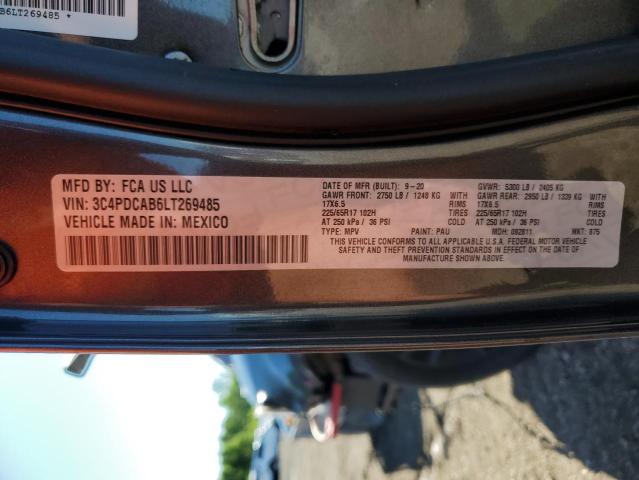 B6LT269485 *
MFD BY: FCA US LLC
VIN: 3C4PDCAB6LT269485
VEHICLE MADE IN: MEXICO
DATE OF MFR (BUILT): 9-20 GVWR: 5300 LB / 2405 KG
GAWR FRONT: 2750 LB / 1248 KG WITH GAWR REAR: 2950 LB / 1339 KG WITH
17X6.5 17X6.5
225/65R17 102H TIRES 225/65R17 102H TIRES
AT 250 kPa / 36 PSI COLD AT 250 kPa / 36 PSI COLD
TYPE: MPV PAINT: PAU MDH: 092811 MKT: 875
THIS VEHICLE CONFORMS TO ALL APPLICABLE U.S.A. FEDERAL MOTOR VEHICLE
SAFETY AND THEFT PREVENTION STANDARDS IN EFFECT ON THE DATE OF
MANUFACTURE SHOWN ABOVE.